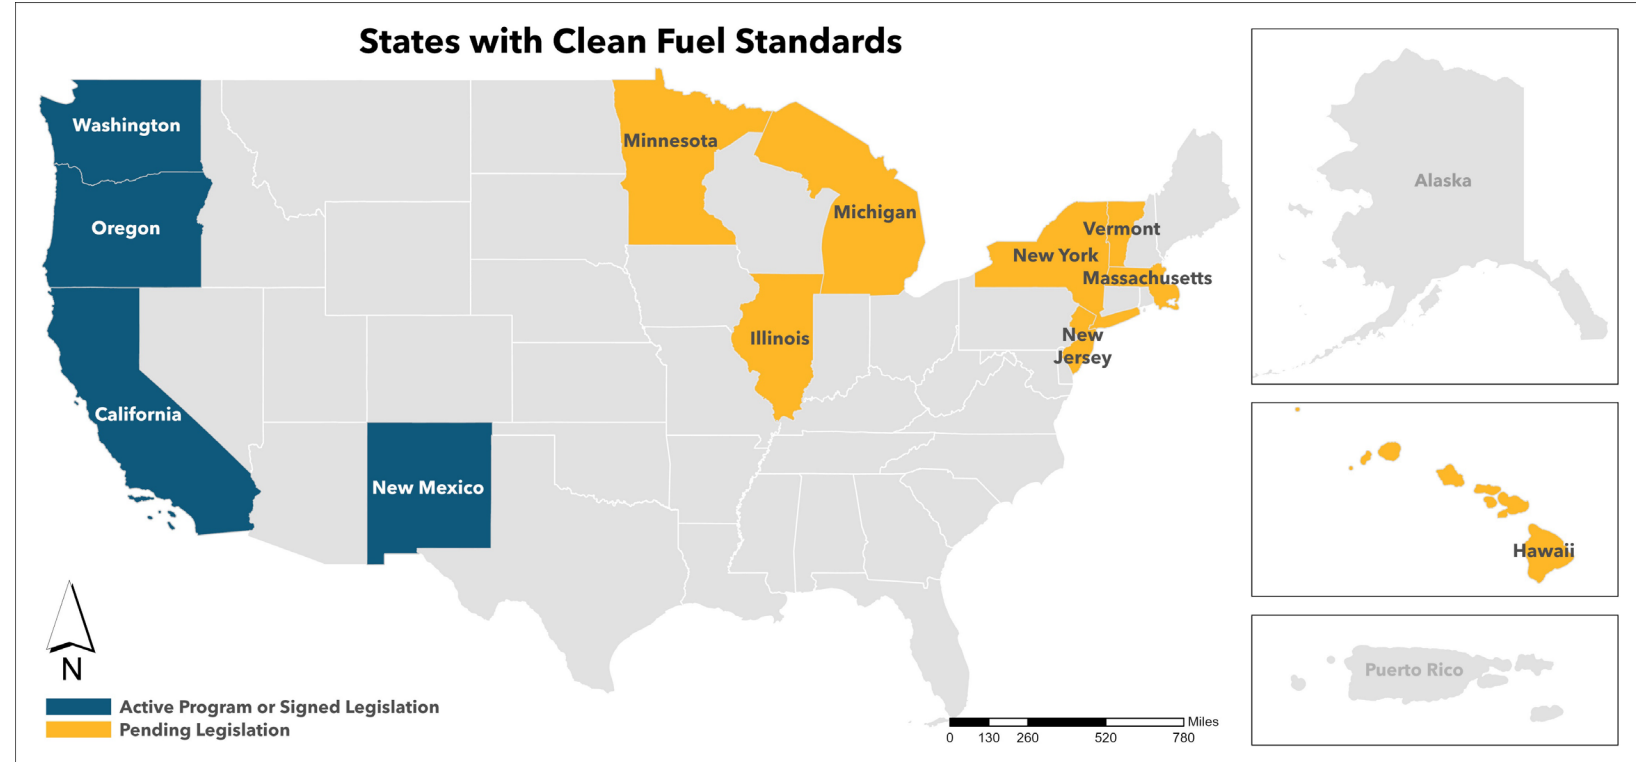 States with Clean Fuel Standards
Washington
Oregon
California
New Mexico
Minnesota
Michigan
Illinois
Vermont
New York
Massachusetts
New
Jersey
Alaska
Hawaii
Puerto Rico
N
Active Program or Signed Legislation
Pending Legislation
Miles
0 130 260 520 780